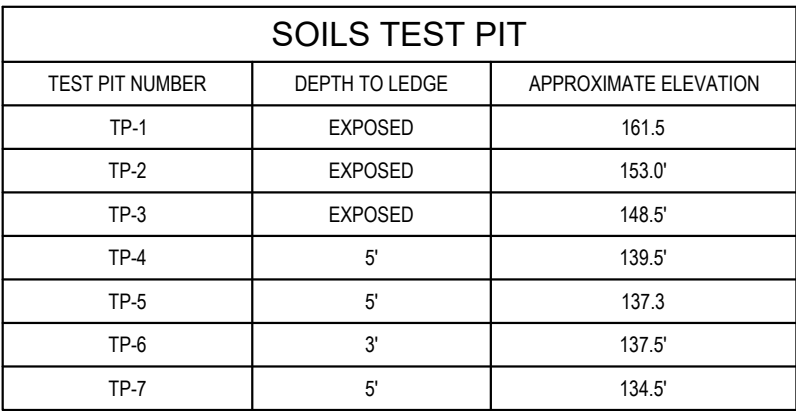 SOILS TEST PIT
TEST PIT NUMBER DEPTH TO LEDGE APPROXIMATE ELEVATION
TP-1 EXPOSED 161.5
TP-2 EXPOSED 153.0'
TP-3 EXPOSED 148.5'
TP-4 5' 139.5'
TP-5 5' 137.3
TP-6 3' 137.5'
TP-7 5' 134.5'